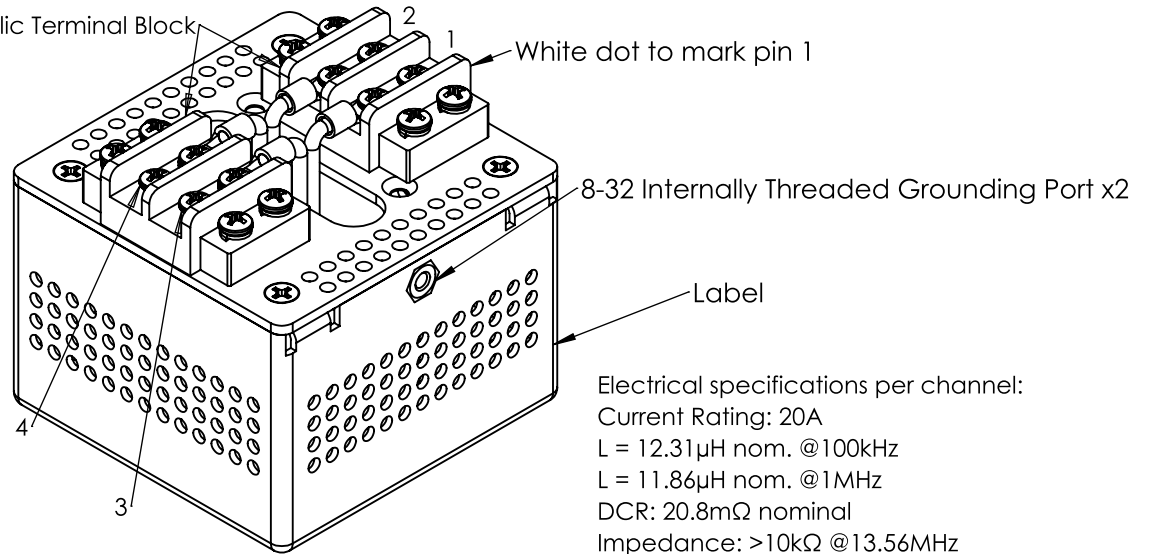 lic Terminal Block
2
1
White dot to mark pin 1
8-32 Internally Threaded Grounding Port x2
Label
4
3
Electrical specifications per channel:
Current Rating: 20A
L = 12.31µH nom. @100kHz
L = 11.86µH nom. @1MHz
DCR: 20.8mΩ nominal
Impedance: >10kΩ @13.56MHz